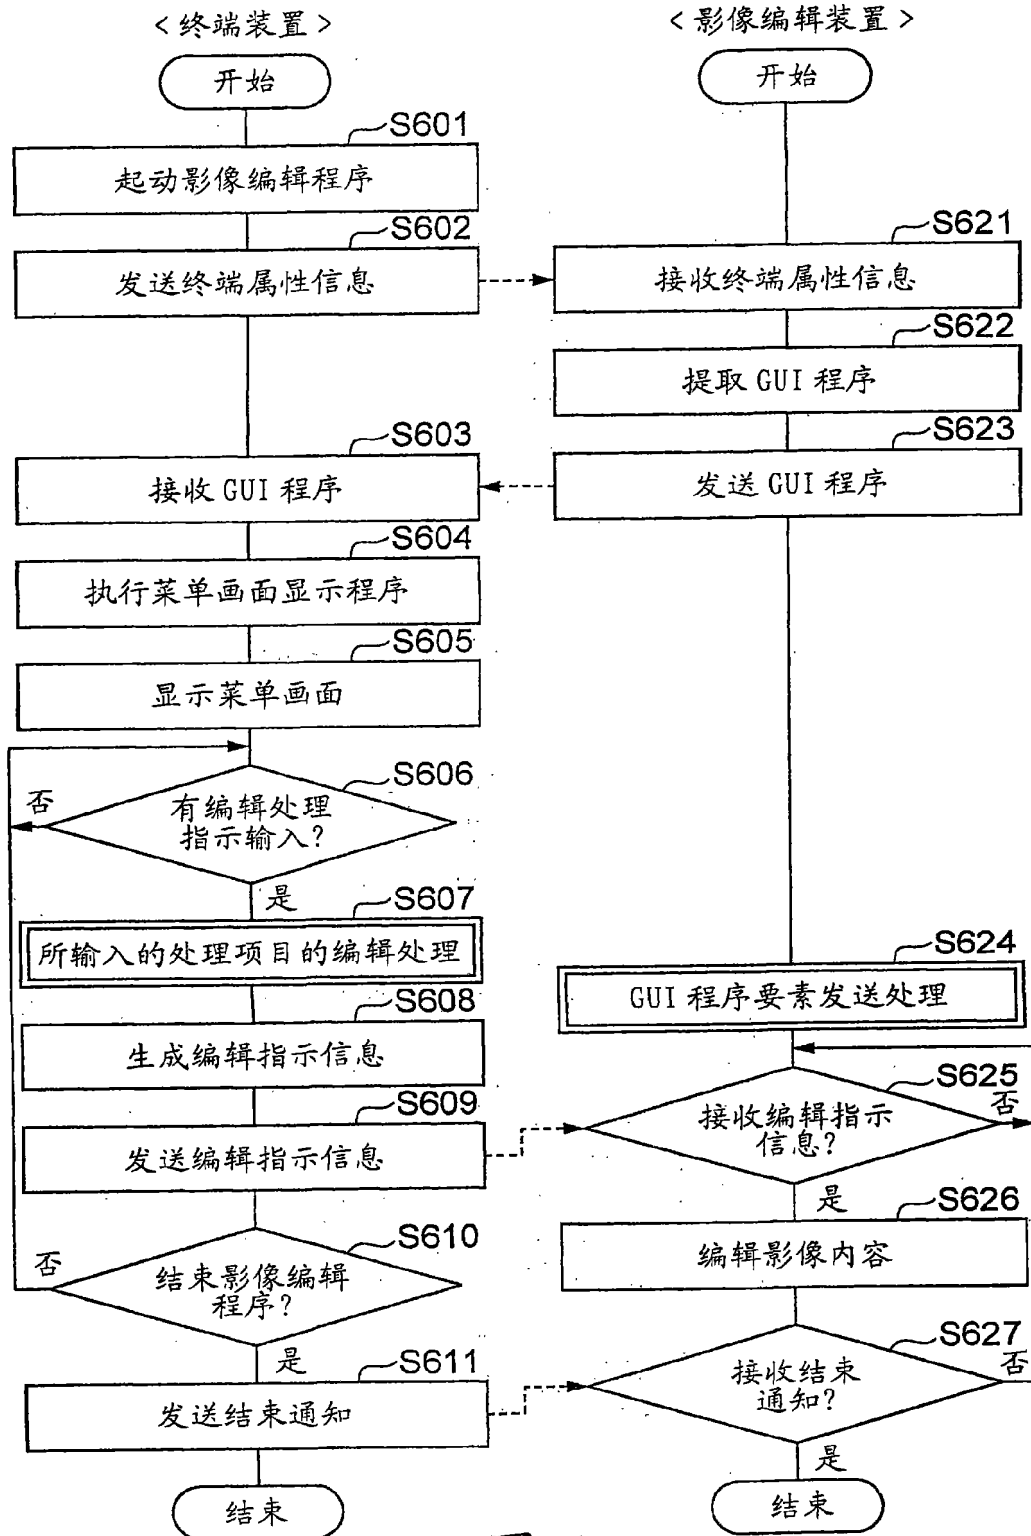 <终端装置>
开始
S601
起动影像编辑程序
S602
发送终端属性信息
S603
接收 GUI 程序
S604
执行菜单画面显示程序
S605
显示菜单画面
S606
有编辑处理
指示输入?
否
是
S607
所输入的处理项目的编辑处理
S608
生成编辑指示信息
S609
发送编辑指示信息
S610
结束影像编辑
程序?
否
是
S611
发送结束通知
结束
<影像编辑装置>
开始
S621
接收终端属性信息
S622
提取 GUI 程序
S623
发送 GUI 程序
S624
GUI 程序要素发送处理
S625
接收编辑指示
信息?
否
是
S626
编辑影像内容
S627
接收结束
通知?
否
是
结束